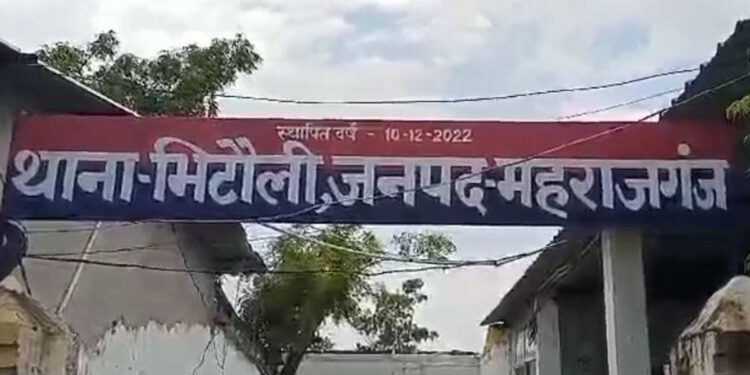 स्थापित वर्ष - 10-12-2022
थाना-भिटौली,जनपद-महराजगंज